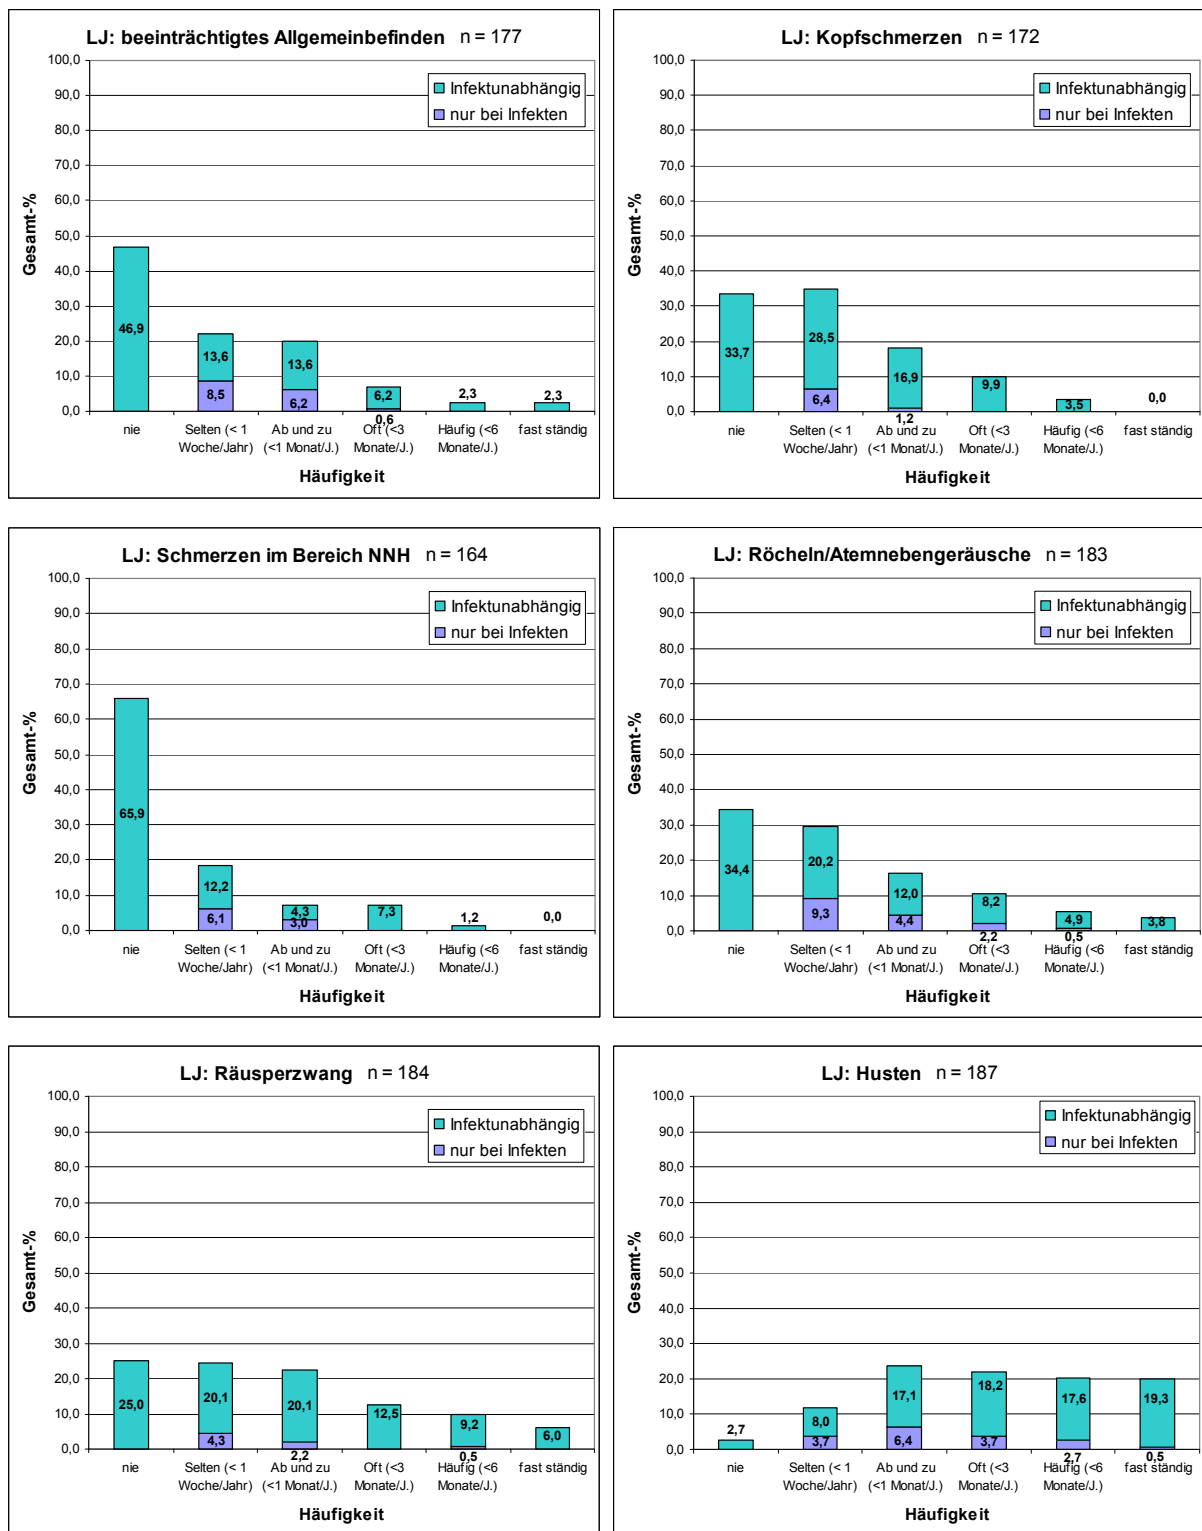 LJ: beeinträchtigtes Allgemeinbefinden n = 177
100,0
90,0
80,0
70,0
60,0
50,0
40,0
30,0
20,0
10,0
0,0
Gesamt-%
Infektunabhängig
nur bei Infekten
46,9
13,6
8,5
13,6
6,2
6,2
0,6
2,3
2,3
nie
Selten (< 1
Woche/Jahr)
Ab und zu
(<1 Monat/J.)
Oft (<3
Monate/J.)
Häufig (<6
Monate/J.)
fast ständig
Häufigkeit
LJ: Kopfschmerzen n = 172
100,0
90,0
80,0
70,0
60,0
50,0
40,0
30,0
20,0
10,0
0,0
Gesamt-%
Infektunabhängig
nur bei Infekten
33,7
28,5
6,4
16,9
1,2
9,9
3,5
0,0
nie
Selten (< 1
Woche/Jahr)
Ab und zu
(<1 Monat/J.)
Oft (<3
Monate/J.)
Häufig (<6
Monate/J.)
fast ständig
Häufigkeit
LJ: Schmerzen im Bereich NNH n = 164
100,0
90,0
80,0
70,0
60,0
50,0
40,0
30,0
20,0
10,0
0,0
Gesamt-%
Infektunabhängig
nur bei Infekten
65,9
12,2
6,1
4,3
3,0
7,3
1,2
0,0
nie
Selten (< 1
Woche/Jahr)
Ab und zu
(<1 Monat/J.)
Oft (<3
Monate/J.)
Häufig (<6
Monate/J.)
fast ständig
Häufigkeit
LJ: Röcheln/Atemnebengeräusche n = 183
100,0
90,0
80,0
70,0
60,0
50,0
40,0
30,0
20,0
10,0
0,0
Gesamt-%
Infektunabhängig
nur bei Infekten
34,4
20,2
9,3
12,0
4,4
8,2
2,2
4,9
0,5
3,8
nie
Selten (< 1
Woche/Jahr)
Ab und zu
(<1 Monat/J.)
Oft (<3
Monate/J.)
Häufig (<6
Monate/J.)
fast ständig
Häufigkeit
LJ: Räusperzwang n = 184
100,0
90,0
80,0
70,0
60,0
50,0
40,0
30,0
20,0
10,0
0,0
Gesamt-%
Infektunabhängig
nur bei Infekten
25,0
20,1
4,3
20,1
2,2
12,5
9,2
0,5
6,0
nie
Selten (< 1
Woche/Jahr)
Ab und zu
(<1 Monat/J.)
Oft (<3
Monate/J.)
Häufig (<6
Monate/J.)
fast ständig
Häufigkeit
LJ: Husten n = 187
100,0
90,0
80,0
70,0
60,0
50,0
40,0
30,0
20,0
10,0
0,0
Gesamt-%
Infektunabhängig
nur bei Infekten
2,7
8,0
3,7
17,1
6,4
18,2
3,7
17,6
2,7
19,3
0,5
nie
Selten (< 1
Woche/Jahr)
Ab und zu
(<1 Monat/J.)
Oft (<3
Monate/J.)
Häufig (<6
Monate/J.)
fast ständig
Häufigkeit